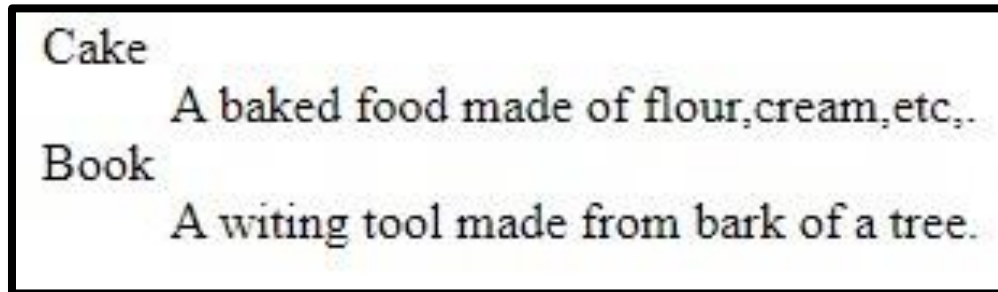 Cake
A baked food made of flour,cream,etc,.
Book
A witing tool made from bark of a tree.